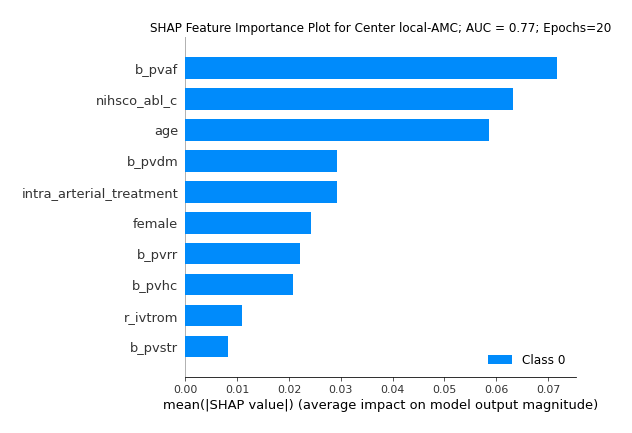 SHAP Feature Importance Plot for Center local-AMC; AUC = 0.77; Epochs=20
b_pvaf
nihsco_abl_c
age
b_pvdm
intra_arterial_treatment
female
b_pvrr
b_pvhc
r_ivtrom
b_pvstr
Class 0
0.00 0.01 0.02 0.03 0.04 0.05 0.06 0.07
mean(|SHAP value|) (average impact on model output magnitude)